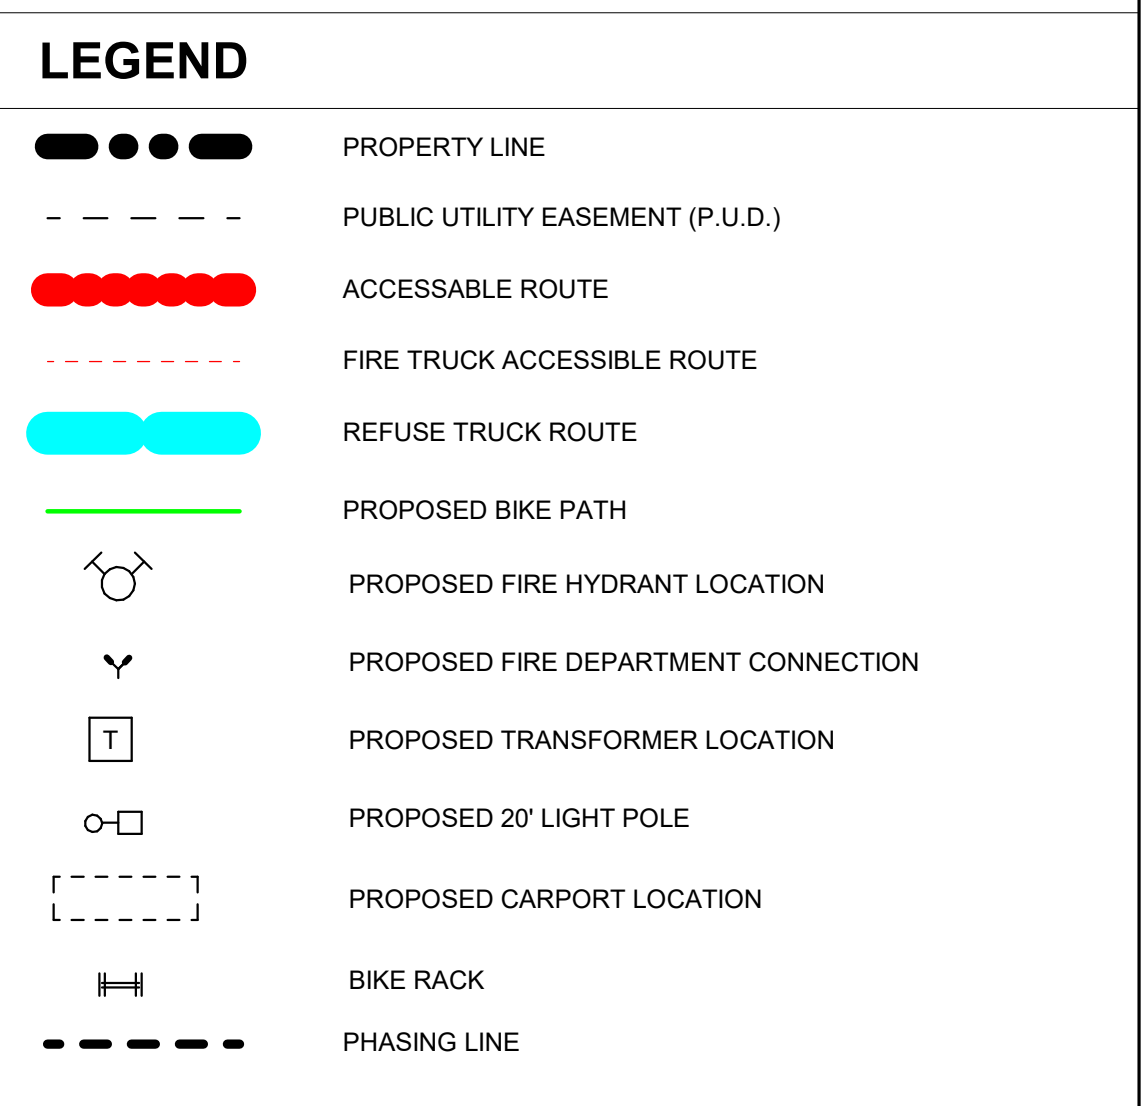 LEGEND
PROPERTY LINE
PUBLIC UTILITY EASEMENT (P.U.D.)
ACCESSABLE ROUTE
FIRE TRUCK ACCESSIBLE ROUTE
REFUSE TRUCK ROUTE
PROPOSED BIKE PATH
PROPOSED FIRE HYDRANT LOCATION
PROPOSED FIRE DEPARTMENT CONNECTION
T PROPOSED TRANSFORMER LOCATION
PROPOSED 20' LIGHT POLE
PROPOSED CARPORT LOCATION
BIKE RACK
PHASING LINE